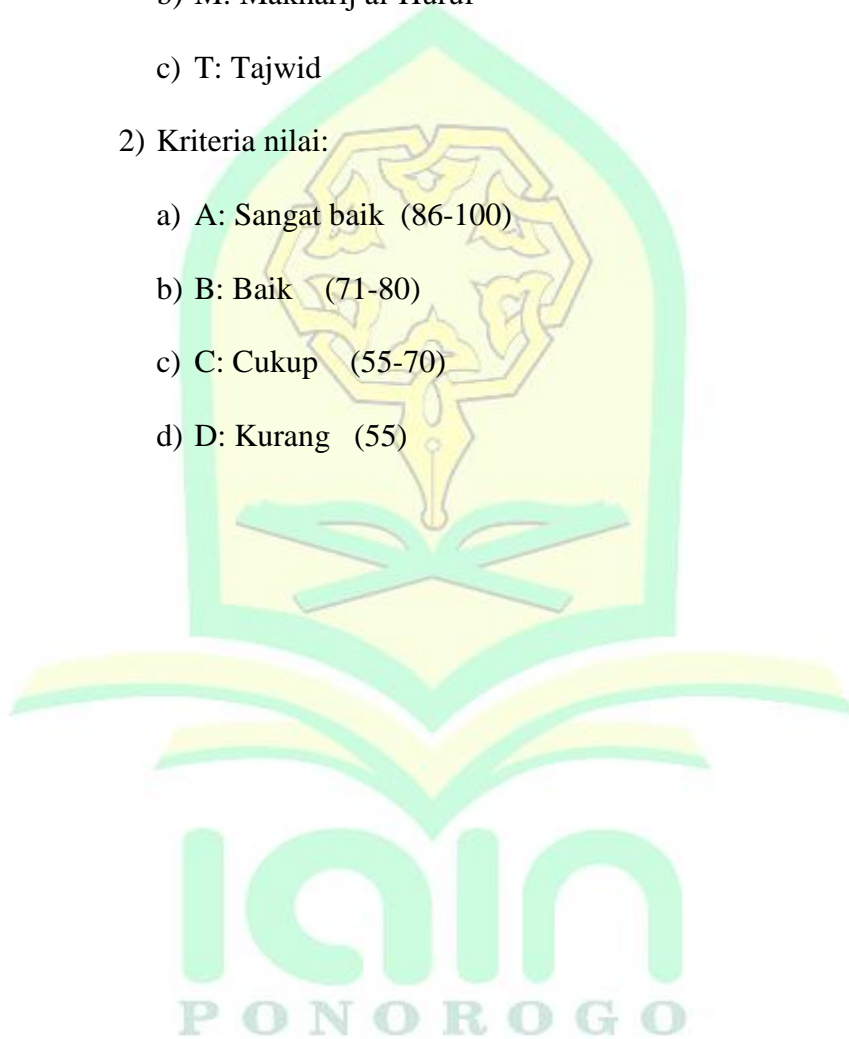 c) T: Tajwid
2) Kriteria nilai:
a) A: Sangat baik (86-100)
b) B: Baik (71-80)
c) C: Cukup (55-70)
d) D: Kurang (55)
iain
PONOROGO